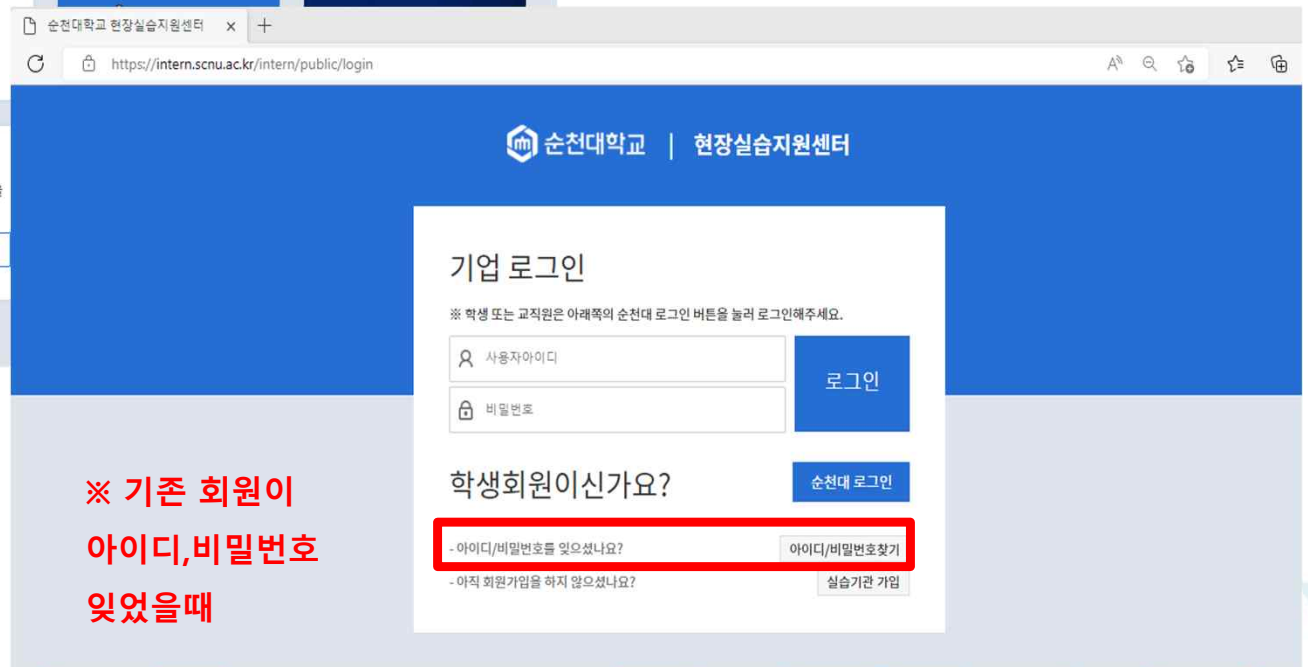 순천대학교 현장실습지원센터
https://intern.scnu.ac.kr/intern/public/login
순천대학교 | 현장실습지원센터
기업 로그인
※ 학생 또는 교직원은 아래쪽의 순천대 로그인 버튼을 눌러 로그인해주세요.
사용자아이디
로그인
비밀번호
학생회원이신가요?
순천대 로그인
- 아이디/비밀번호를 잊으셨나요?
아이디/비밀번호찾기
- 아직 회원가입을 하지 않으셨나요?
실습기관 가입
※ 기존 회원이
아이디,비밀번호
잊었을때